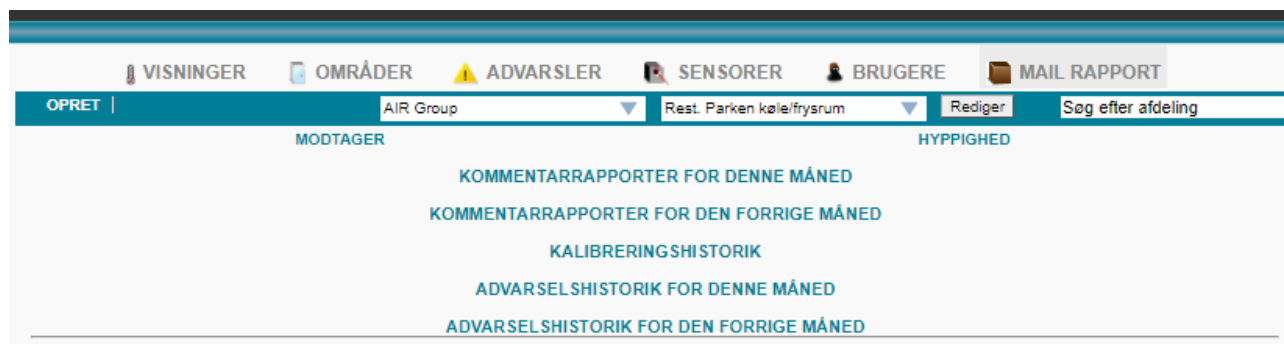 VISNINGER OMRÅDER ADVARSLER SENSORER BRUGERE MAIL RAPPORT
OPRET | AIR Group Rest. Parken køle/frysrum Rediger Søg efter afdeling
MODTAGER HYPPIGHED
KOMMENTARRAPPORTER FOR DENNE MÅNED
KOMMENTARRAPPORTER FOR DEN FORRIGE MÅNED
KALIBRERINGSHISTORIK
ADVARSELSHISTORIK FOR DENNE MÅNED
ADVARSELSHISTORIK FOR DEN FORRIGE MÅNED